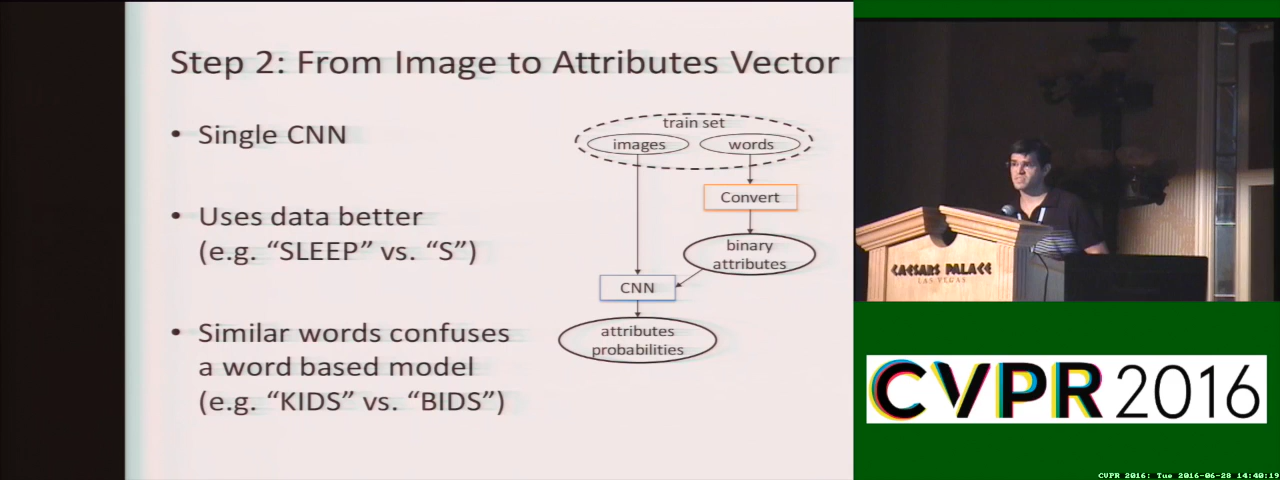 Step 2: From Image to Attributes Vector
• Single CNN
• Uses data better
(e.g. “SLEEP” vs. “S”)
• Similar words confuses
a word based model
(e.g. “KIDS” vs. “BIDS”)
train set
images
words
Convert
binary
attributes
CNN
attributes
probabilities
CAESARS PALACE
LAS VEGAS
CVPR 2016
CVPR 2016: Tue 2016-06-28 14:40:19